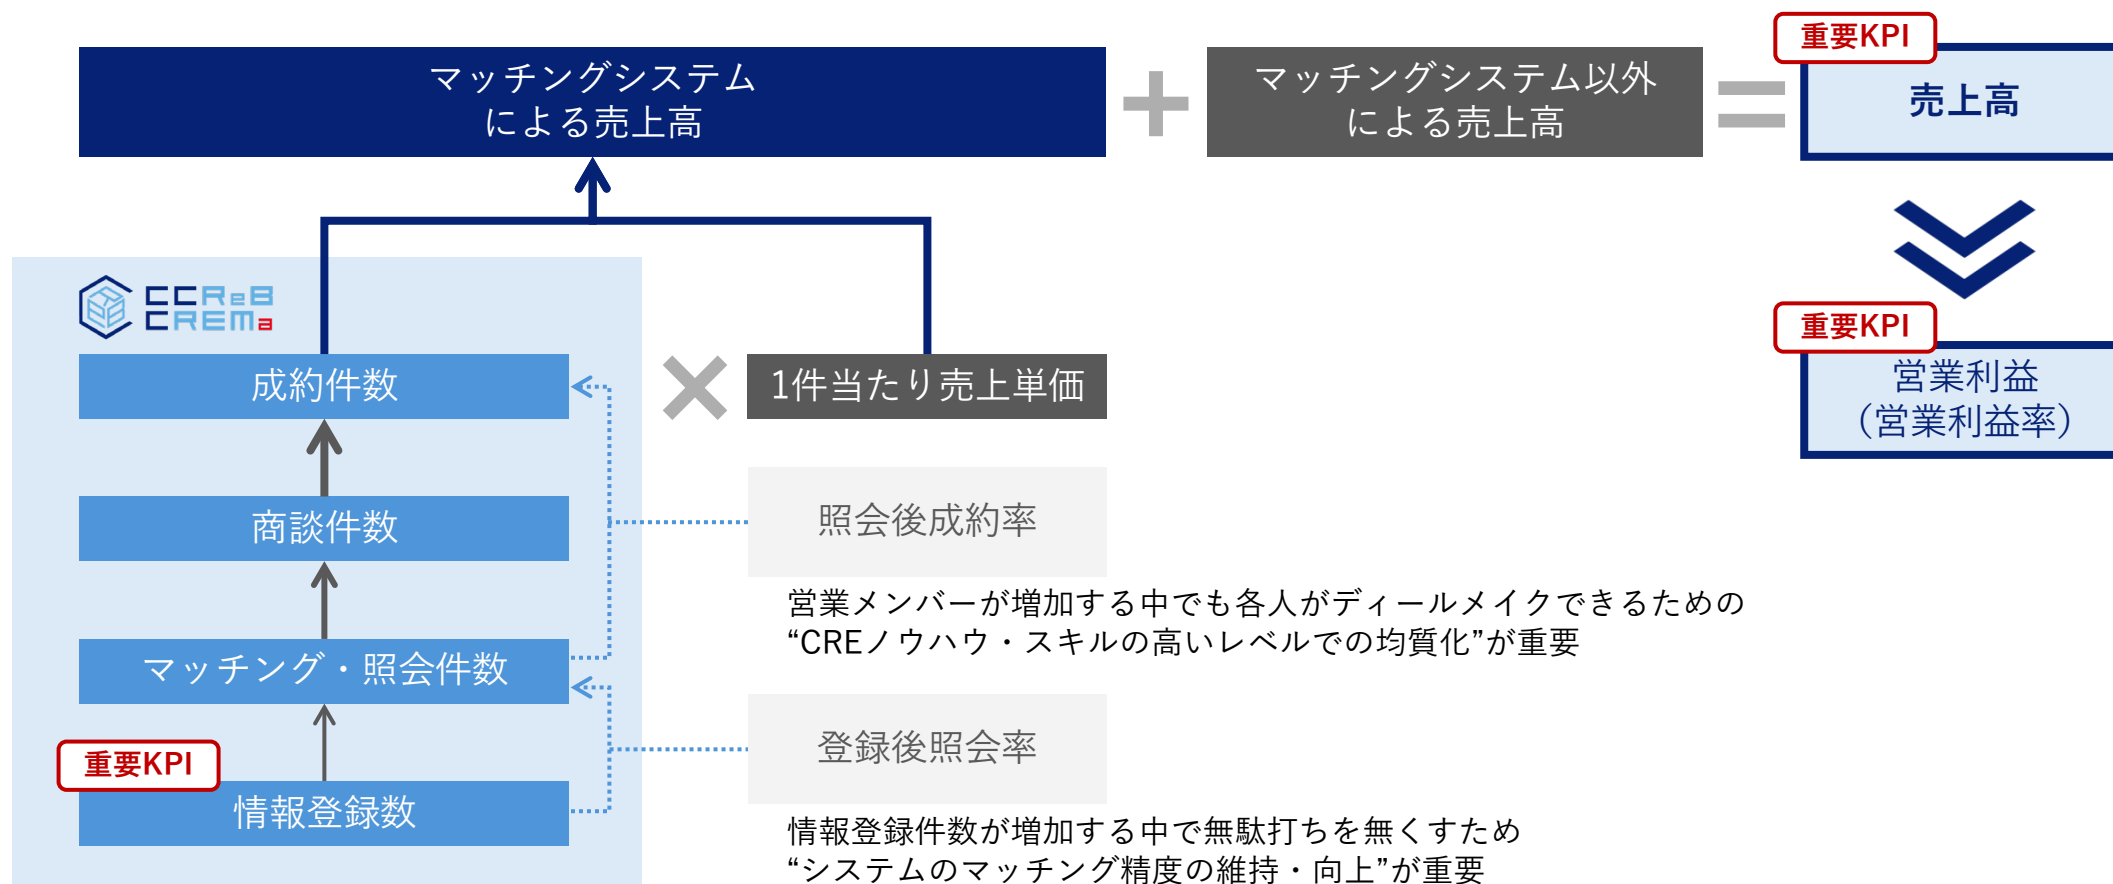 重要KPI
マッチングシステム
による売上高
マッチングシステム以外
による売上高
売上高
重要KPI
営業利益
（営業利益率）
CCReB
CREMa
成約件数
1件当たり売上単価
商談件数
照会後成約率
営業メンバーが増加する中でも各人がディールメイクできるための
“CREノウハウ・スキルの高いレベルでの均質化”が重要
マッチング・照会件数
登録後照会率
重要KPI
情報登録数
情報登録件数が増加する中で無駄打ちを無くすため
“システムのマッチング精度の維持・向上”が重要